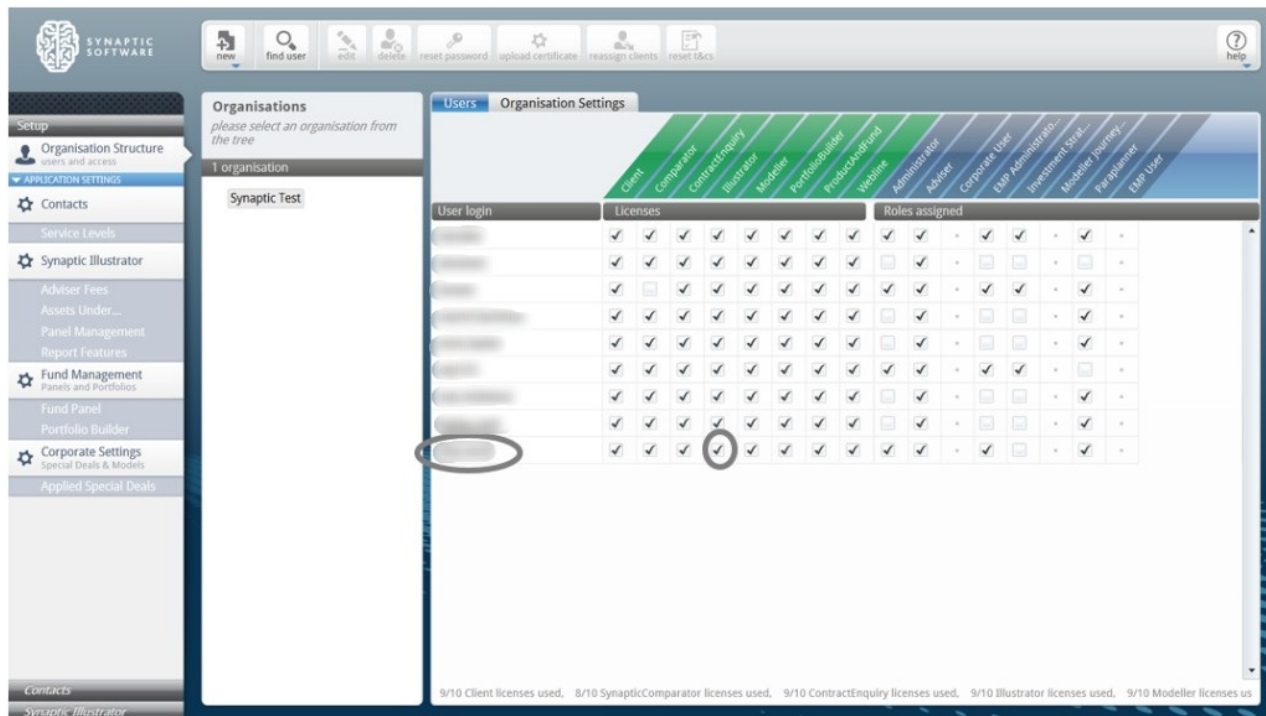 SYNAPTIC
SOFTWARE
new
find user
edit
delete
reset password
upload certificate
reassign clients
reset t&cs
help
Setup
Organisation Structure
users and access
APPLICATION SETTINGS
Contacts
Service Levels
Synaptic Illustrator
Adviser Fees
Assets Under...
Panel Management
Report Features
Fund Management
Panels and Portfolios
Fund Panel
Portfolio Builder
Corporate Settings
Special Deals & Models
Applied Special Deals
Contacts
Synaptic Illustrator
Organisations
please select an organisation from
the tree
1 organisation
Synaptic Test
Users
Organisation Settings
Client
Comparator
ContractEnquiry
Illustrator
Modeller
PortfolioBuilder
ProductAndFund
Webline
Administrator
Adviser
Corporate User
EMP Administrato...
Investment Strat...
Modeller Journey...
Paraplanner
EMP User
User login
Licenses
Roles assigned
9/10 Client licenses used, 8/10 SynapticComparator licenses used, 9/10 ContractEnquiry licenses used, 9/10 Illustrator licenses used, 9/10 Modeller licenses us